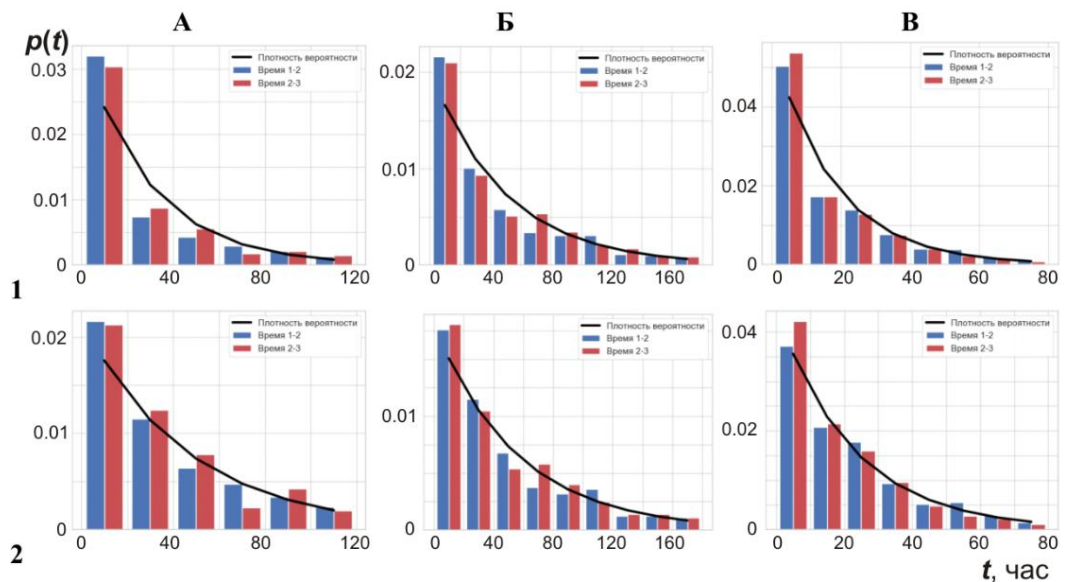 А Б В
p(t)
Плотность вероятности
Время 1-2
Время 2-3
0.03
0.02
0.01
0
0 40 80 120
Плотность вероятности
Время 1-2
Время 2-3
0.02
0.01
0
0 40 80 120 160
Плотность вероятности
Время 1-2
Время 2-3
0.04
0.02
0
0 20 40 60 80
1
Плотность вероятности
Время 1-2
Время 2-3
0.02
0.01
0
0 40 80 120
Плотность вероятности
Время 1-2
Время 2-3
0.01
0
0 40 80 120 160
Плотность вероятности
Время 1-2
Время 2-3
0.04
0.02
0
0 20 40 60 80
2
t, час